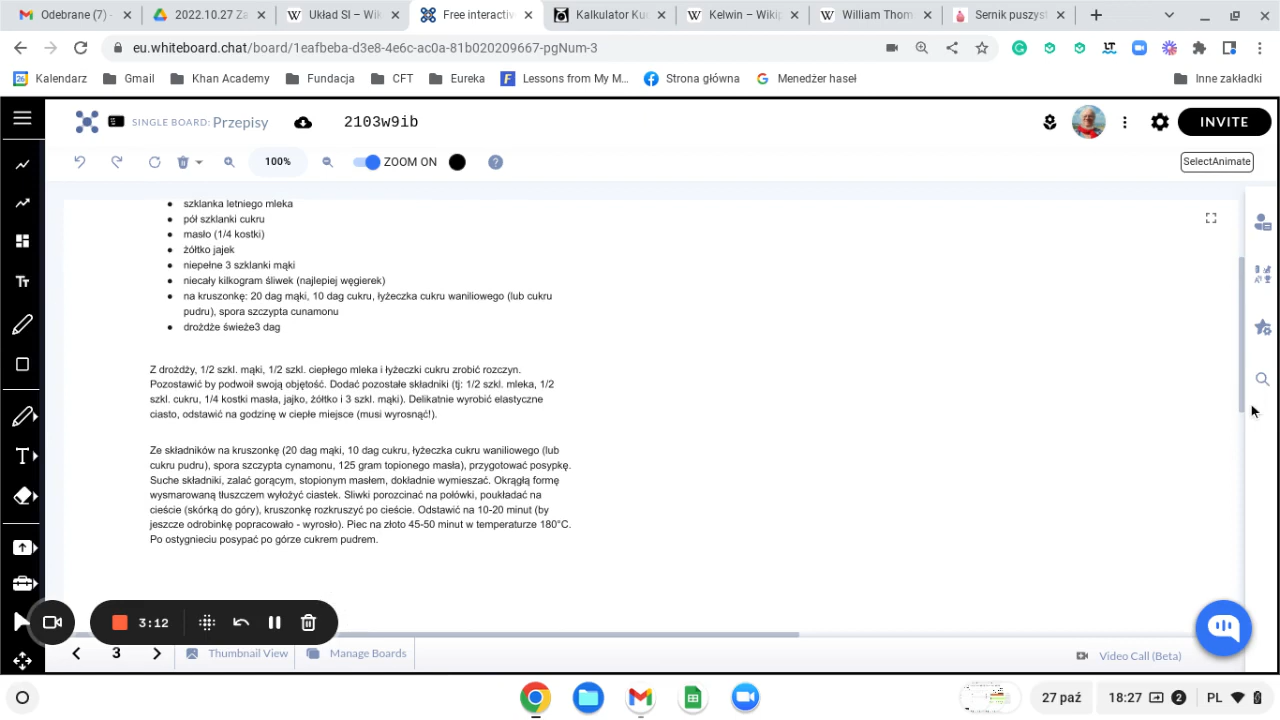 Odebrane (7) -
2022.10.27 Za
Układ SI – Wik
Free interactiv
Kalkulator Ku
Kelwin – Wikip
William Thom
Sernik puszyst
eu.whiteboard.chat/board/1eafbeba-d3e8-4e6c-ac0a-81b020209667-pgNum-3
Kalendarz
Gmail
Khan Academy
Fundacja
CFT
Eureka
Lessons from My M...
Strona główna
Menedżer haseł
Inne zakładki
SINGLE BOARD: Przepisy
2103w9ib
INVITE
100%
ZOOM ON
SelectAnimate
szklanka letniego mleka
pół szklanki cukru
masło (1/4 kostki)
żółtko jajek
niepełne 3 szklanki mąki
niecały kilkogram śliwek (najlepiej węgierek)
na kruszonkę: 20 dag mąki, 10 dag cukru, łyżeczka cukru waniliowego (lub cukru
pudru), spora szczypta cunamonu
drożdże świeże3 dag
Z drożdży, 1/2 szkl. mąki, 1/2 szkl. ciepłego mleka i łyżeczki cukru zrobić rozczyn.
Pozostawić by podwoił swoją objętość. Dodać pozostałe składniki (tj: 1/2 szkl. mleka, 1/2
szkl. cukru, 1/4 kostki masła, jajko, żółtko i 3 szkl. mąki). Delikatnie wyrobić elastyczne
ciasto, odstawić na godzinę w ciepłe miejsce (musi wyrosnąć!).
Ze składników na kruszonkę (20 dag mąki, 10 dag cukru, łyżeczka cukru waniliowego (lub
cukru pudru), spora szczypta cynamonu, 125 gram topionego masła), przygotować posypkę.
Suche składniki, zalać gorącym, stopionym masłem, dokładnie wymieszać. Okrągłą formę
wysmarowaną tłuszczem wyłożyć ciastek. Sliwki porozcinać na połówki, poukładać na
cieście (skórką do góry), kruszonkę rozkruszyć po cieście. Odstawić na 10-20 minut (by
jeszcze odrobinkę popracowało - wyrosło). Piec na złoto 45-50 minut w temperaturze 180°C.
Po ostygnieciu posypać po górze cukrem pudrem.
3:12
3
Thumbnail View
Manage Boards
Video Call (Beta)
27 paź
18:27
2
PL